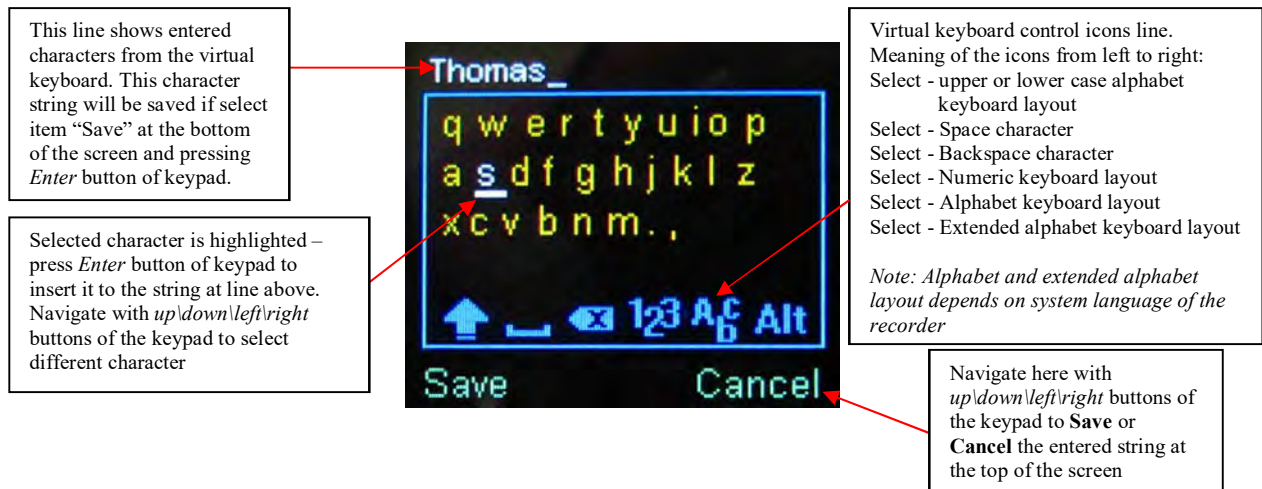 This line shows entered
characters from the virtual
keyboard. This character
string will be saved if select
item “Save” at the bottom
of the screen and pressing
Enter button of keypad.
Selected character is highlighted –
press Enter button of keypad to
insert it to the string at line above.
Navigate with up\down\left\right
buttons of the keypad to select
different character
Thomas_
q w e r t y u i o p
a s d f g h j k l z
x c v b n m . ,
123 Abc Alt
Save Cancel
Virtual keyboard control icons line.
Meaning of the icons from left to right:
Select - upper or lower case alphabet
keyboard layout
Select - Space character
Select - Backspace character
Select - Numeric keyboard layout
Select - Alphabet keyboard layout
Select - Extended alphabet keyboard layout
Note: Alphabet and extended alphabet
layout depends on system language of the
recorder
Navigate here with
up\down\left\right buttons of
the keypad to Save or
Cancel the entered string at
the top of the screen